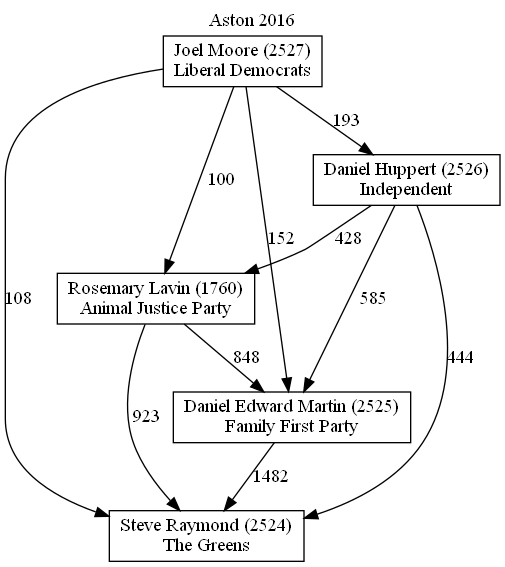 Aston 2016
Joel Moore (2527)
Liberal Democrats
193
Daniel Huppert (2526)
Independent
100
152
428
Rosemary Lavin (1760)
Animal Justice Party
108
585
848
444
Daniel Edward Martin (2525)
Family First Party
923
1482
Steve Raymond (2524)
The Greens